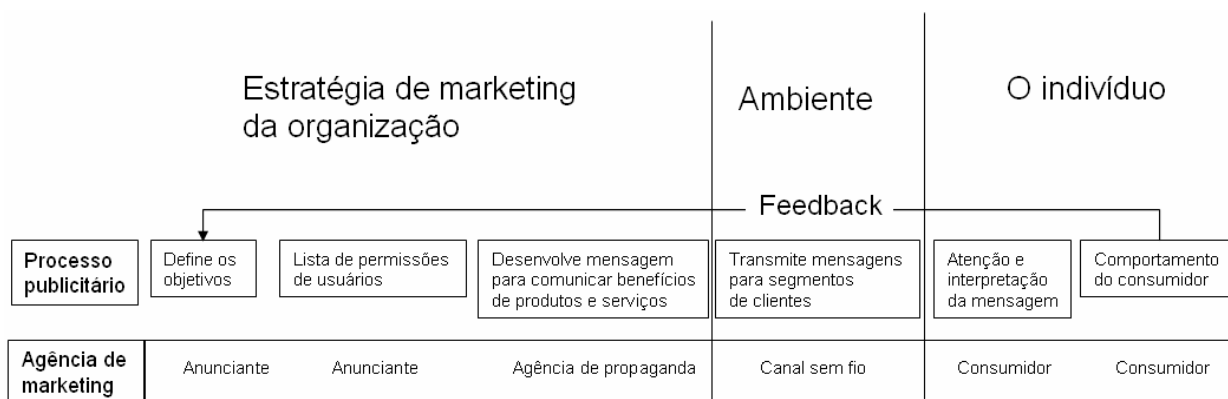 Estratégia de marketing
da organização
Ambiente
O indivíduo
Feedback
Processo
publicitário
Define os
objetivos
Lista de permissões
de usuários
Desenvolve mensagem
para comunicar benefícios
de produtos e serviços
Transmite mensagens
para segmentos
de clientes
Atenção e
interpretação
da mensagem
Comportamento
do consumidor
Agência de
marketing
Anunciante
Anunciante
Agência de propaganda
Canal sem fio
Consumidor
Consumidor